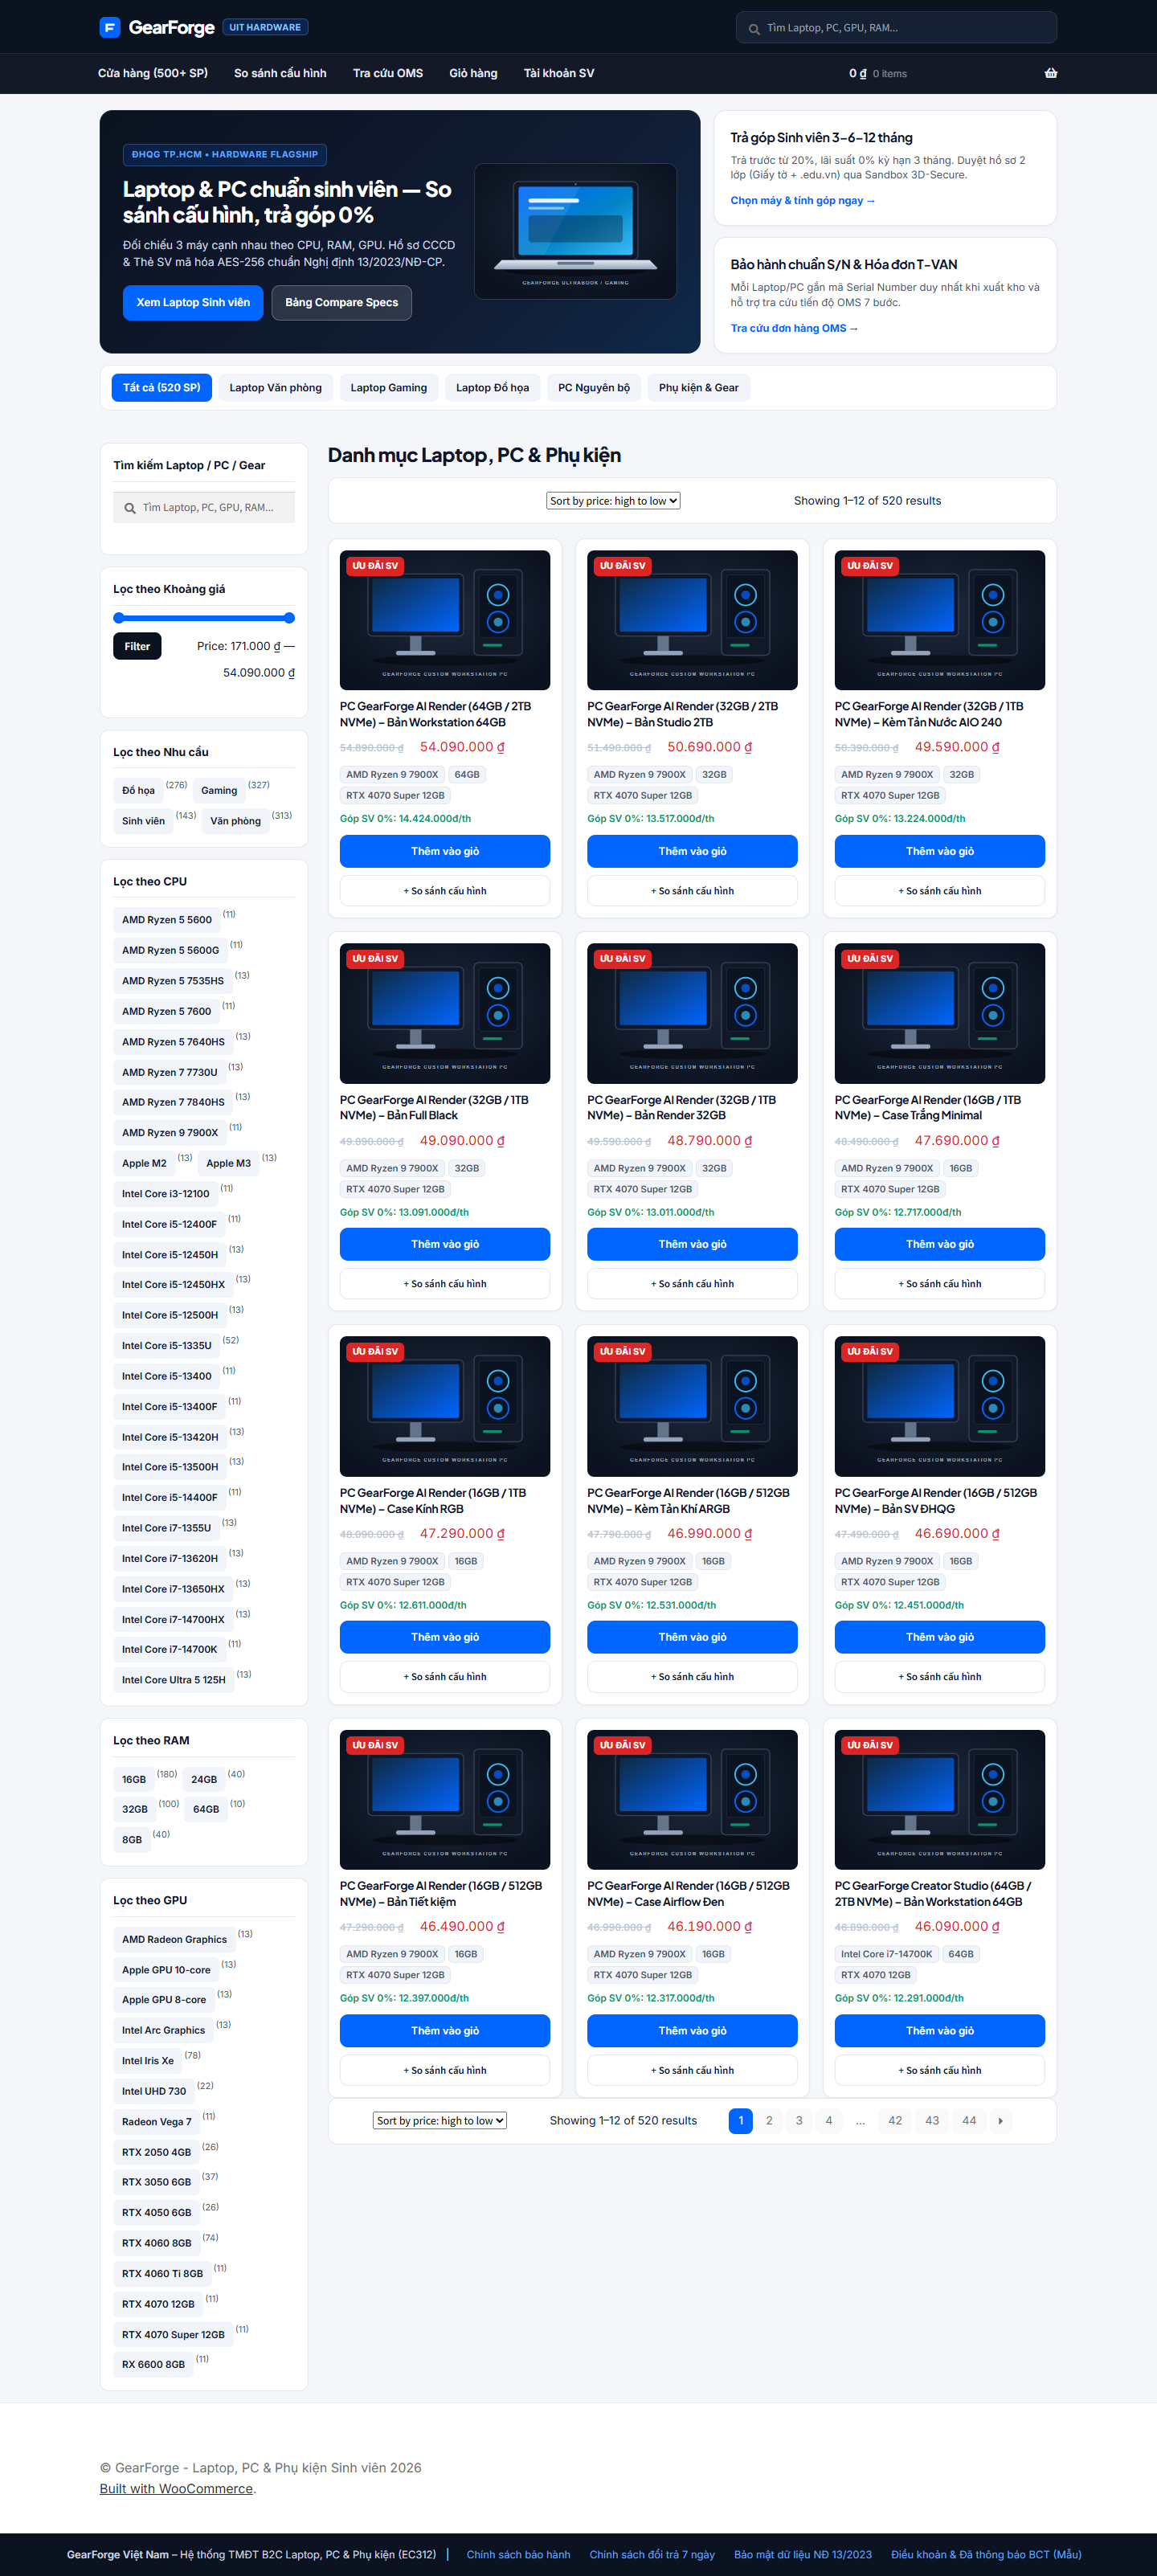 GearForge UIT HARDWARE
Tìm Laptop, PC, GPU, RAM...
Cửa hàng (500+ SP) So sánh cấu hình Tra cứu OMS Giỏ hàng Tài khoản SV 0 ₫ 0 items
ĐHQG TP.HCM • HARDWARE FLAGSHIP
Laptop & PC chuẩn sinh viên — So
sánh cấu hình, trả góp 0%
Đối chiếu 3 máy cạnh nhau theo CPU, RAM, GPU. Hồ sơ CCCD
& Thẻ SV mã hóa AES-256 chuẩn Nghị định 13/2023/NĐ-CP.
Xem Laptop Sinh viên Bảng Compare Specs
GEARFORGE ULTRABOOK / GAMING
Trả góp Sinh viên 3–6–12 tháng
Trả trước từ 20%, lãi suất 0% kỳ hạn 3 tháng. Duyệt hồ sơ 2
lớp (Giấy tờ + .edu.vn) qua Sandbox 3D-Secure.
Chọn máy & tính góp ngay →
Bảo hành chuẩn S/N & Hóa đơn T-VAN
Mỗi Laptop/PC gắn mã Serial Number duy nhất khi xuất kho và
hỗ trợ tra cứu tiến độ OMS 7 bước.
Tra cứu đơn hàng OMS →
Tất cả (520 SP) Laptop Văn phòng Laptop Gaming Laptop Đồ họa PC Nguyên bộ Phụ kiện & Gear
Tìm kiếm Laptop / PC / Gear
Tìm Laptop, PC, GPU, RAM...
Lọc theo Khoảng giá
Filter Price: 171.000 ₫ —
54.090.000 ₫
Lọc theo Nhu cầu
Đồ họa (276) Gaming (327)
Sinh viên (143) Văn phòng (313)
Lọc theo CPU
AMD Ryzen 5 5600 (11)
AMD Ryzen 5 5600G (11)
AMD Ryzen 5 7535HS (13)
AMD Ryzen 5 7600 (11)
AMD Ryzen 5 7640HS (13)
AMD Ryzen 7 7730U (13)
AMD Ryzen 7 7840HS (13)
AMD Ryzen 9 7900X (11)
Apple M2 (13) Apple M3 (13)
Intel Core i3-12100 (11)
Intel Core i5-12400F (11)
Intel Core i5-12450H (13)
Intel Core i5-12450HX (13)
Intel Core i5-12500H (13)
Intel Core i5-1335U (52)
Intel Core i5-13400 (11)
Intel Core i5-13400F (11)
Intel Core i5-13420H (13)
Intel Core i5-13500H (13)
Intel Core i5-14400F (11)
Intel Core i7-1355U (13)
Intel Core i7-13620H (13)
Intel Core i7-13650HX (13)
Intel Core i7-14700HX (13)
Intel Core i7-14700K (11)
Intel Core Ultra 5 125H (13)
Lọc theo RAM
16GB (180) 24GB (40)
32GB (100) 64GB (10)
8GB (40)
Lọc theo GPU
AMD Radeon Graphics (13)
Apple GPU 10-core (13)
Apple GPU 8-core (13)
Intel Arc Graphics (13)
Intel Iris Xe (78)
Intel UHD 730 (22)
Radeon Vega 7 (11)
RTX 2050 4GB (26)
RTX 3050 6GB (37)
RTX 4050 6GB (26)
RTX 4060 8GB (74)
RTX 4060 Ti 8GB (11)
RTX 4070 12GB (11)
RTX 4070 Super 12GB (11)
RX 6600 8GB (11)
Danh mục Laptop, PC & Phụ kiện
Sort by price: high to low Showing 1–12 of 520 results
ƯU ĐÃI SV ƯU ĐÃI SV ƯU ĐÃI SV
GEARFORGE CUSTOM WORKSTATION PC GEARFORGE CUSTOM WORKSTATION PC GEARFORGE CUSTOM WORKSTATION PC
PC GearForge AI Render (64GB / 2TB PC GearForge AI Render (32GB / 2TB PC GearForge AI Render (32GB / 1TB
NVMe) – Bản Workstation 64GB NVMe) – Bản Studio 2TB NVMe) – Kèm Tản Nước AIO 240
54.890.000 ₫ 54.090.000 ₫ 51.490.000 ₫ 50.690.000 ₫ 50.390.000 ₫ 49.590.000 ₫
AMD Ryzen 9 7900X 64GB AMD Ryzen 9 7900X 32GB AMD Ryzen 9 7900X 32GB
RTX 4070 Super 12GB RTX 4070 Super 12GB RTX 4070 Super 12GB
Góp SV 0%: 14.424.000đ/th Góp SV 0%: 13.517.000đ/th Góp SV 0%: 13.224.000đ/th
Thêm vào giỏ Thêm vào giỏ Thêm vào giỏ
+ So sánh cấu hình + So sánh cấu hình + So sánh cấu hình
ƯU ĐÃI SV ƯU ĐÃI SV ƯU ĐÃI SV
GEARFORGE CUSTOM WORKSTATION PC GEARFORGE CUSTOM WORKSTATION PC GEARFORGE CUSTOM WORKSTATION PC
PC GearForge AI Render (32GB / 1TB PC GearForge AI Render (32GB / 1TB PC GearForge AI Render (16GB / 1TB
NVMe) – Bản Full Black NVMe) – Bản Render 32GB NVMe) – Case Trắng Minimal
49.890.000 ₫ 49.090.000 ₫ 49.590.000 ₫ 48.790.000 ₫ 48.490.000 ₫ 47.690.000 ₫
AMD Ryzen 9 7900X 32GB AMD Ryzen 9 7900X 32GB AMD Ryzen 9 7900X 16GB
RTX 4070 Super 12GB RTX 4070 Super 12GB RTX 4070 Super 12GB
Góp SV 0%: 13.091.000đ/th Góp SV 0%: 13.011.000đ/th Góp SV 0%: 12.717.000đ/th
Thêm vào giỏ Thêm vào giỏ Thêm vào giỏ
+ So sánh cấu hình + So sánh cấu hình + So sánh cấu hình
ƯU ĐÃI SV ƯU ĐÃI SV ƯU ĐÃI SV
GEARFORGE CUSTOM WORKSTATION PC GEARFORGE CUSTOM WORKSTATION PC GEARFORGE CUSTOM WORKSTATION PC
PC GearForge AI Render (16GB / 1TB PC GearForge AI Render (16GB / 512GB PC GearForge AI Render (16GB / 512GB
NVMe) – Case Kính RGB NVMe) – Kèm Tản Khí ARGB NVMe) – Bản SV ĐHQG
48.090.000 ₫ 47.290.000 ₫ 47.790.000 ₫ 46.990.000 ₫ 47.490.000 ₫ 46.690.000 ₫
AMD Ryzen 9 7900X 16GB AMD Ryzen 9 7900X 16GB AMD Ryzen 9 7900X 16GB
RTX 4070 Super 12GB RTX 4070 Super 12GB RTX 4070 Super 12GB
Góp SV 0%: 12.611.000đ/th Góp SV 0%: 12.531.000đ/th Góp SV 0%: 12.451.000đ/th
Thêm vào giỏ Thêm vào giỏ Thêm vào giỏ
+ So sánh cấu hình + So sánh cấu hình + So sánh cấu hình
ƯU ĐÃI SV ƯU ĐÃI SV ƯU ĐÃI SV
GEARFORGE CUSTOM WORKSTATION PC GEARFORGE CUSTOM WORKSTATION PC GEARFORGE CUSTOM WORKSTATION PC
PC GearForge AI Render (16GB / 512GB PC GearForge AI Render (16GB / 512GB PC GearForge Creator Studio (64GB /
NVMe) – Bản Tiết kiệm NVMe) – Case Airflow Đen 2TB NVMe) – Bản Workstation 64GB
47.290.000 ₫ 46.490.000 ₫ 46.990.000 ₫ 46.190.000 ₫ 46.890.000 ₫ 46.090.000 ₫
AMD Ryzen 9 7900X 16GB AMD Ryzen 9 7900X 16GB Intel Core i7-14700K 64GB
RTX 4070 Super 12GB RTX 4070 Super 12GB RTX 4070 12GB
Góp SV 0%: 12.397.000đ/th Góp SV 0%: 12.317.000đ/th Góp SV 0%: 12.291.000đ/th
Thêm vào giỏ Thêm vào giỏ Thêm vào giỏ
+ So sánh cấu hình + So sánh cấu hình + So sánh cấu hình
Sort by price: high to low Showing 1–12 of 520 results 1 2 3 4 … 42 43 44
© GearForge - Laptop, PC & Phụ kiện Sinh viên 2026
Built with WooCommerce.
GearForge Việt Nam – Hệ thống TMĐT B2C Laptop, PC & Phụ kiện (EC312) | Chính sách bảo hành Chính sách đổi trả 7 ngày Bảo mật dữ liệu NĐ 13/2023 Điều khoản & Đã thông báo BCT (Mẫu)